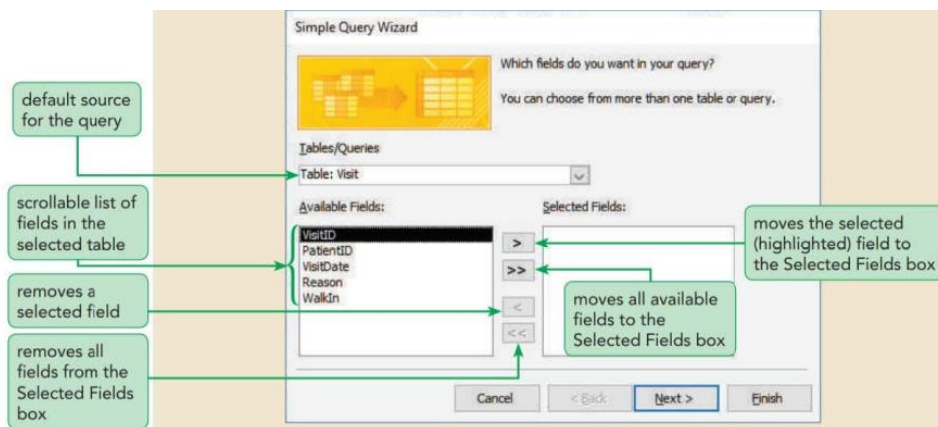 Simple Query Wizard
Which fields do you want in your query?
You can choose from more than one table or query.
default source
for the query
Tables/Queries
Table: Visit
scrollable list of
fields in the
selected table
Available Fields:
Selected Fields:
VisitID
PatientID
VisitDate
Reason
WalkIn
>
>>
<
<<
moves the selected
(highlighted) field to
the Selected Fields box
moves all available
fields to the
Selected Fields box
removes a
selected field
removes all
fields from the
Selected Fields
box
Cancel
< Back
Next >
Finish